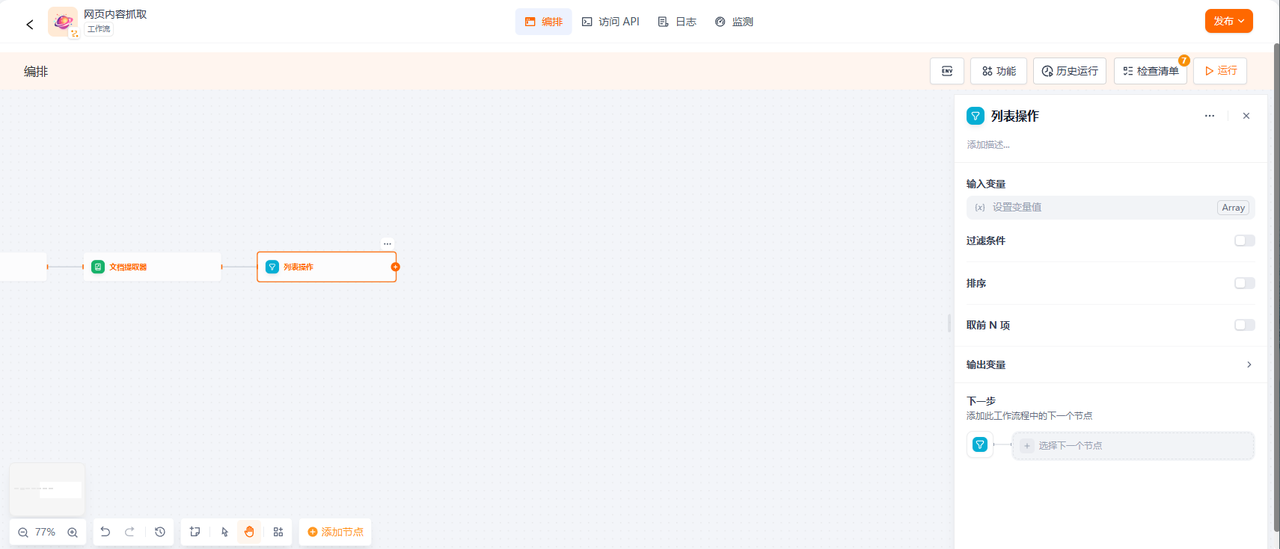 网页内容抓取
工作流
编排
访问 API
日志
监测
发布
编排
ENV
功能
历史运行
检查清单
7
运行
列表操作
添加描述...
输入变量
{x} 设置变量值
Array
过滤条件
排序
取前 N 项
输出变量
下一步
添加此工作流程中的下一个节点
选择下一个节点
文档提取器
列表操作
77%
添加节点